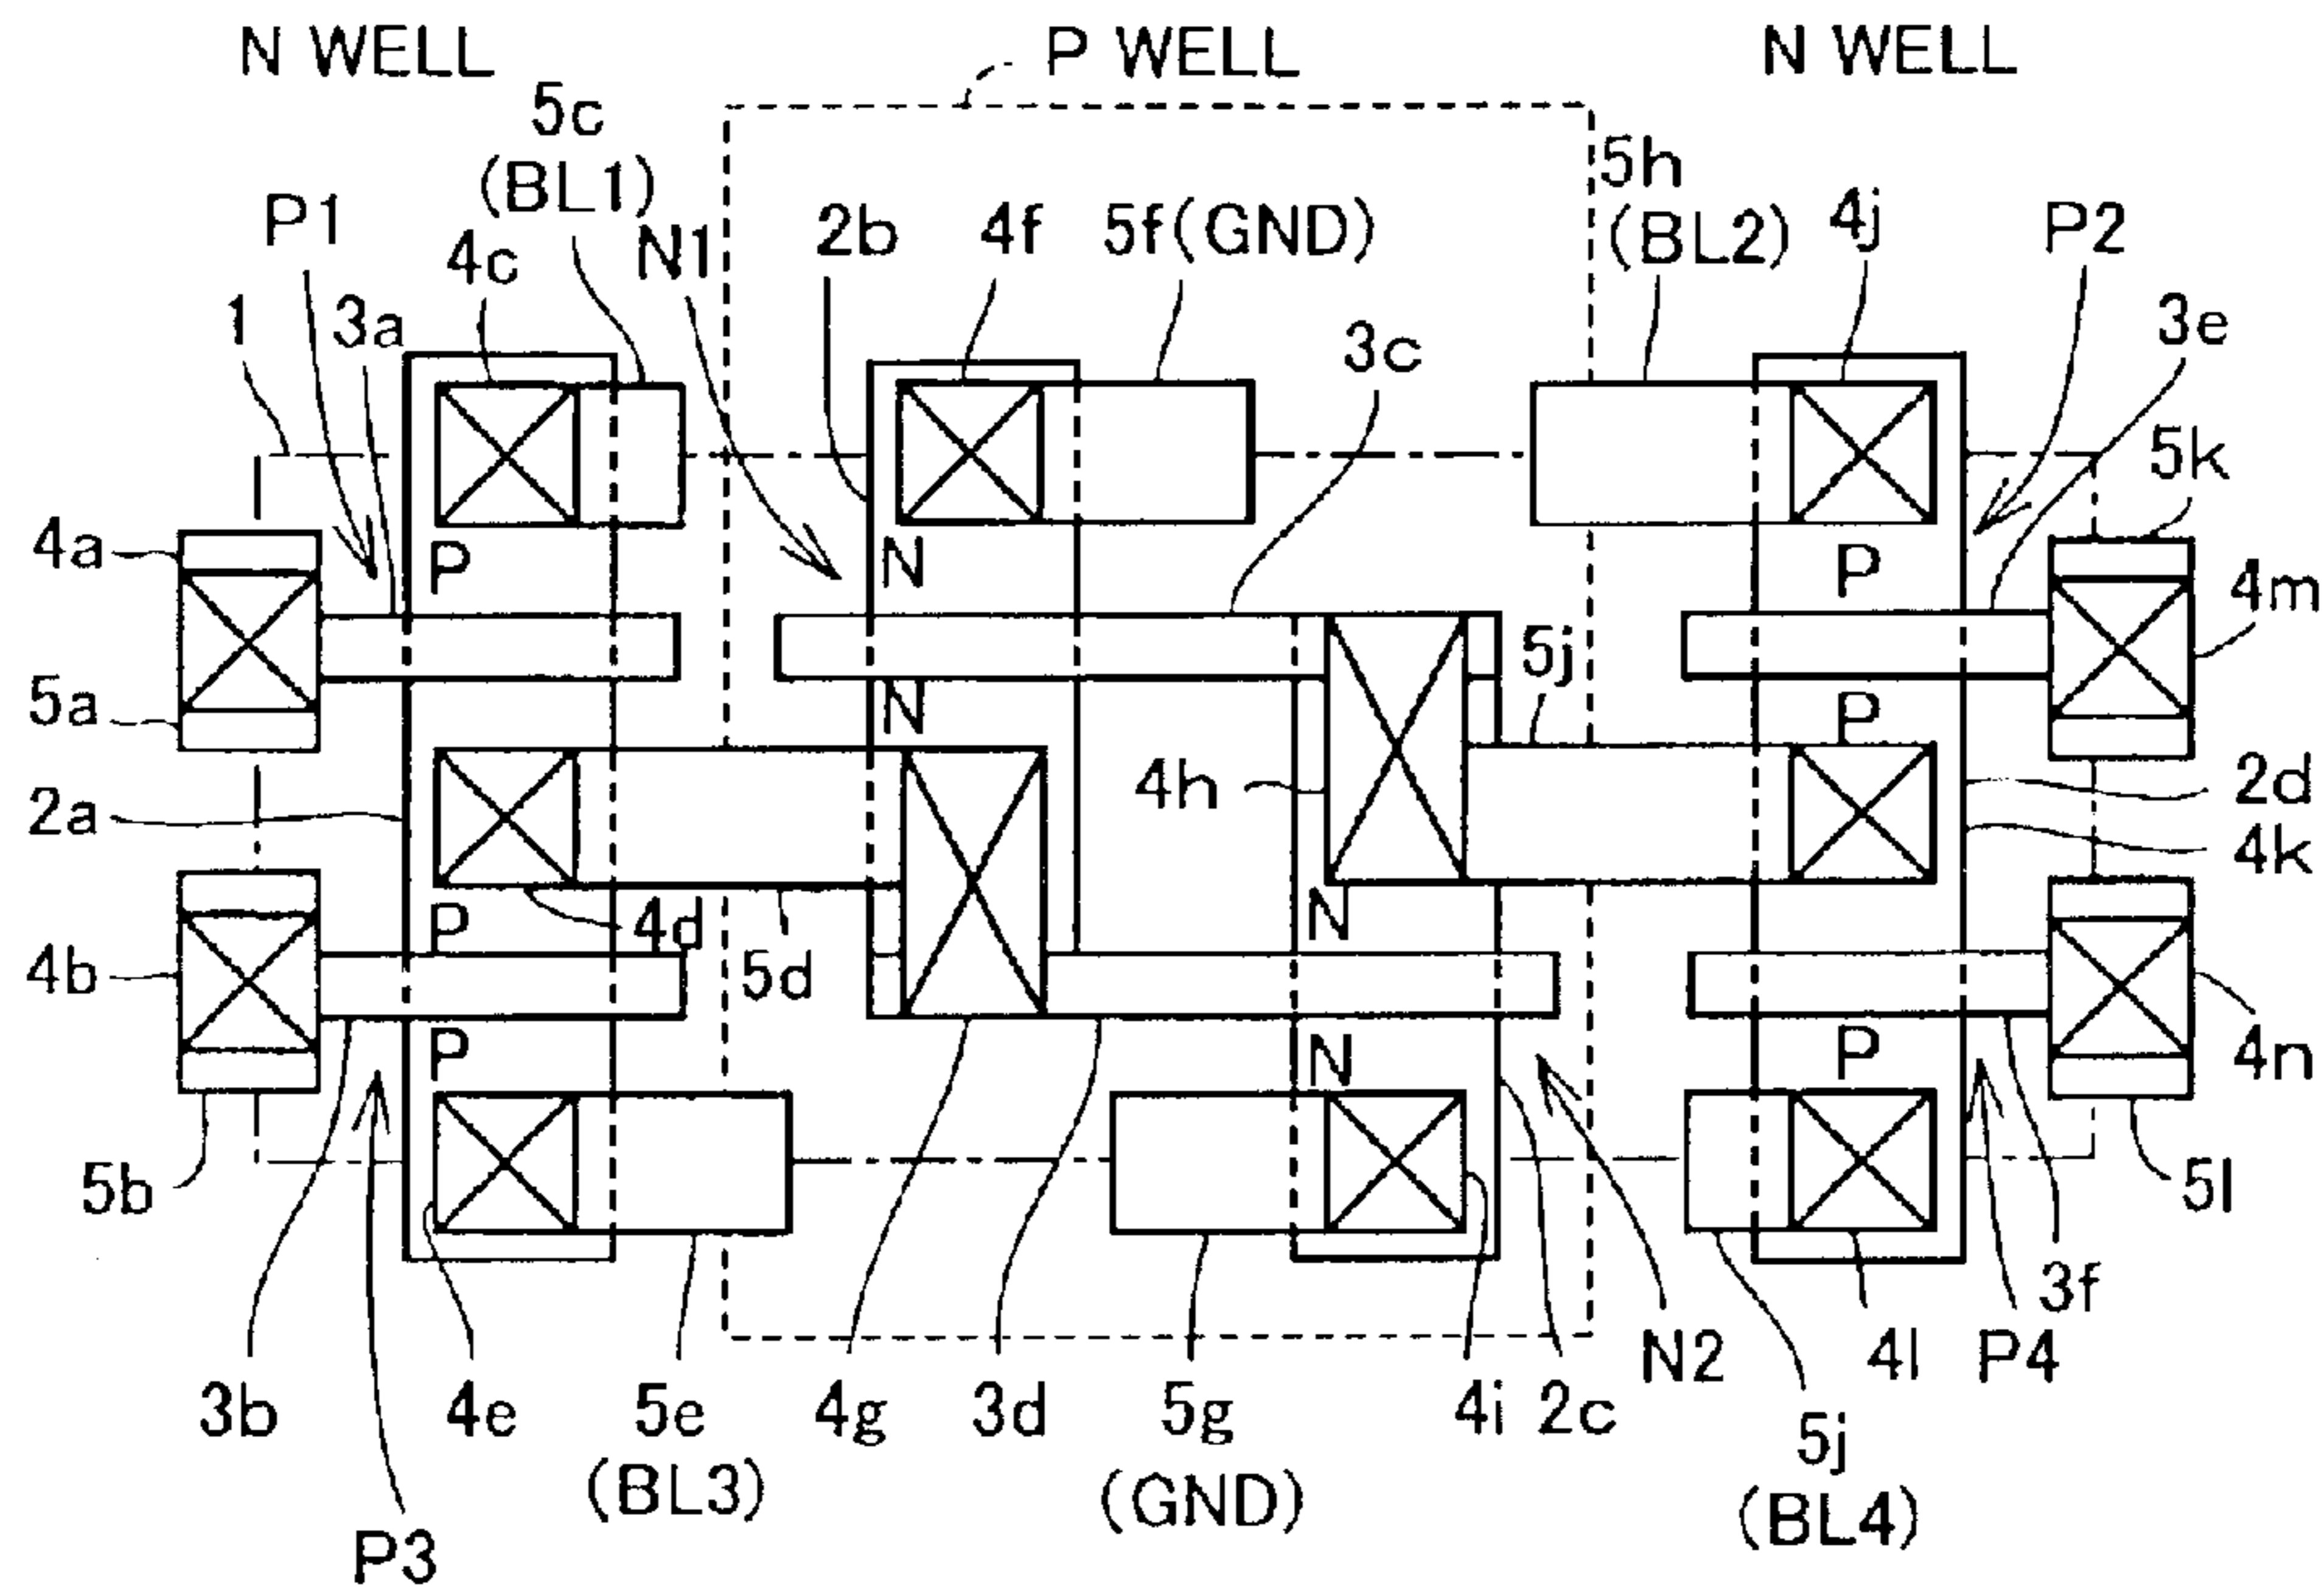 N WELL P WELL N WELL
5c
(BL1)
5h
(BL2)
P1 4c N1 2b 4f 5f(GND) 4j P2
1 3a 3c 3e
5k
4a P N P 4m
5a N 5j P
2a 4h 2d
4k
P 4d N
4b 5d
P N P 4n
5b 5l
3f
N2 4l P4
3b 4e 5e 4g 3d 5g 4i 2c 5j
(BL3) (GND) (BL4)
P3